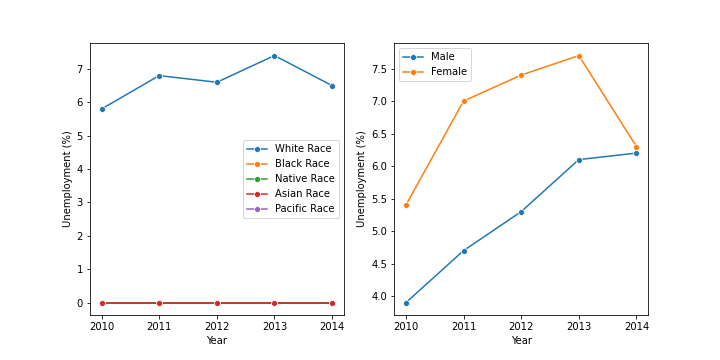 Unemployment (%)
7
6
5
4
3
2
1
0
2010 2011 2012 2013 2014
Year
White Race
Black Race
Native Race
Asian Race
Pacific Race
Unemployment (%)
7.5
7.0
6.5
6.0
5.5
5.0
4.5
4.0
2010 2011 2012 2013 2014
Year
Male
Female